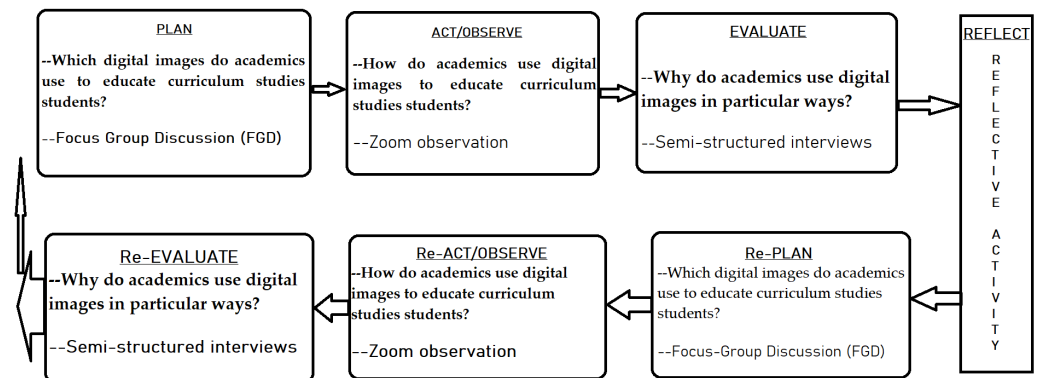 PLAN
--Which digital images do academics
use to educate curriculum studies
students?
--Focus Group Discussion (FGD)
ACT/OBSERVE
--How do academics use digital
images to educate curriculum
studies students?
--Zoom observation
EVALUATE
--Why do academics use digital
images in particular ways?
--Semi-structured interviews
REFLECT
REFLECTIVE ACTIVITY
Re-PLAN
--Which digital images do academics
use to educate curriculum studies
students?
--Focus-Group Discussion (FGD)
Re-ACT/OBSERVE
--How do academics use digital
images to educate curriculum
studies students?
--Zoom observation
Re-EVALUATE
--Why do academics use digital
images in particular ways?
--Semi-structured interviews